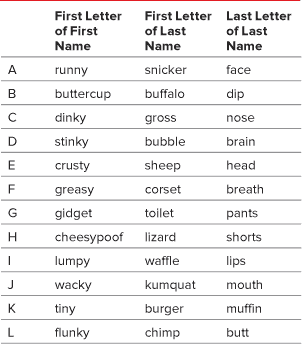 First Letter of First Name First Letter of Last Name Last Letter of Last Name
A runny snicker face
B buttercup buffalo dip
C dinky gross nose
D stinky bubble brain
E crusty sheep head
F greasy corset breath
G gidget toilet pants
H cheesypoof lizard shorts
I lumpy waffle lips
J wacky kumquat mouth
K tiny burger muffin
L flunky chimp butt